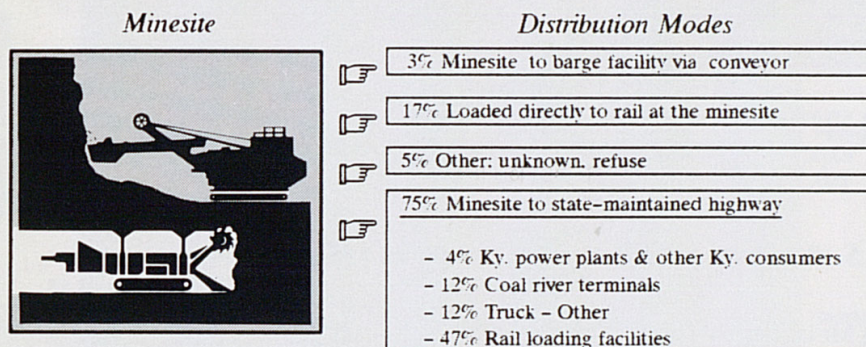 Minesite
Distribution Modes
3% Minesite to barge facility via conveyor
17% Loaded directly to rail at the minesite
5% Other: unknown. refuse
75% Minesite to state-maintained highway
- 4% Ky. power plants & other Ky. consumers
- 12% Coal river terminals
- 12% Truck - Other
- 47% Rail loading facilities